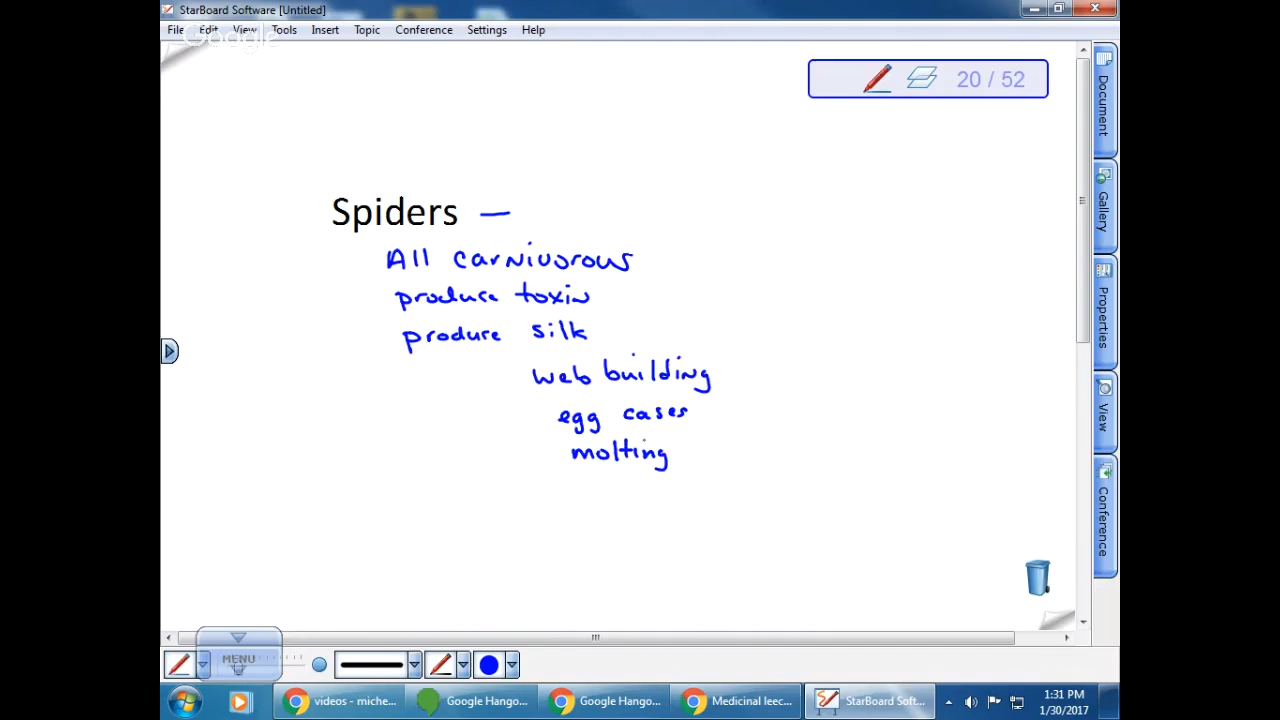 StarBoard Software [Untitled]
File Edit View Tools Insert Topic Conference Settings Help
Google
20 / 52
Document
Gallery
Properties
View
Conference
Spiders –
All carnivorous
produce toxin
produce silk
web building
egg cases
molting
MENU
videos - miche...
Google Hango...
Google Hango...
Medicinal leec...
StarBoard Soft...
1:31 PM
1/30/2017